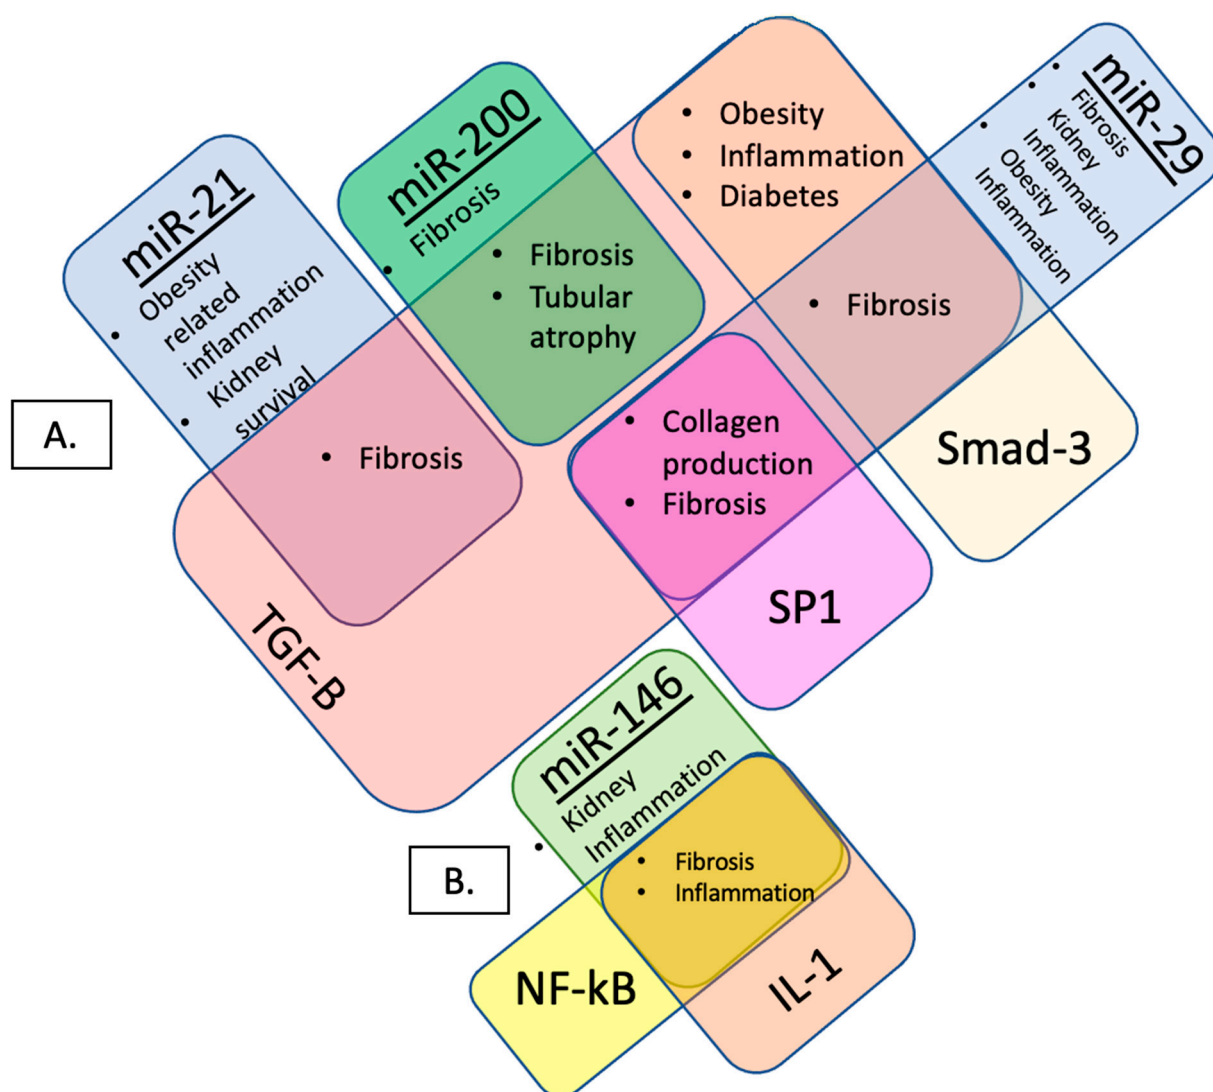 miR-21
• Obesity
related
inflammation
• Kidney
survival
miR-200
• Fibrosis
• Fibrosis
• Tubular
atrophy
• Obesity
• Inflammation
• Diabetes
miR-29
• Fibrosis
• Kidney
Inflammation
• Obesity
Inflammation
• Fibrosis
A.
• Fibrosis
• Collagen
production
• Fibrosis
Smad-3
SP1
TGF-B
miR-146
• Kidney
Inflammation
B.
• Fibrosis
• Inflammation
NF-kB
IL-1